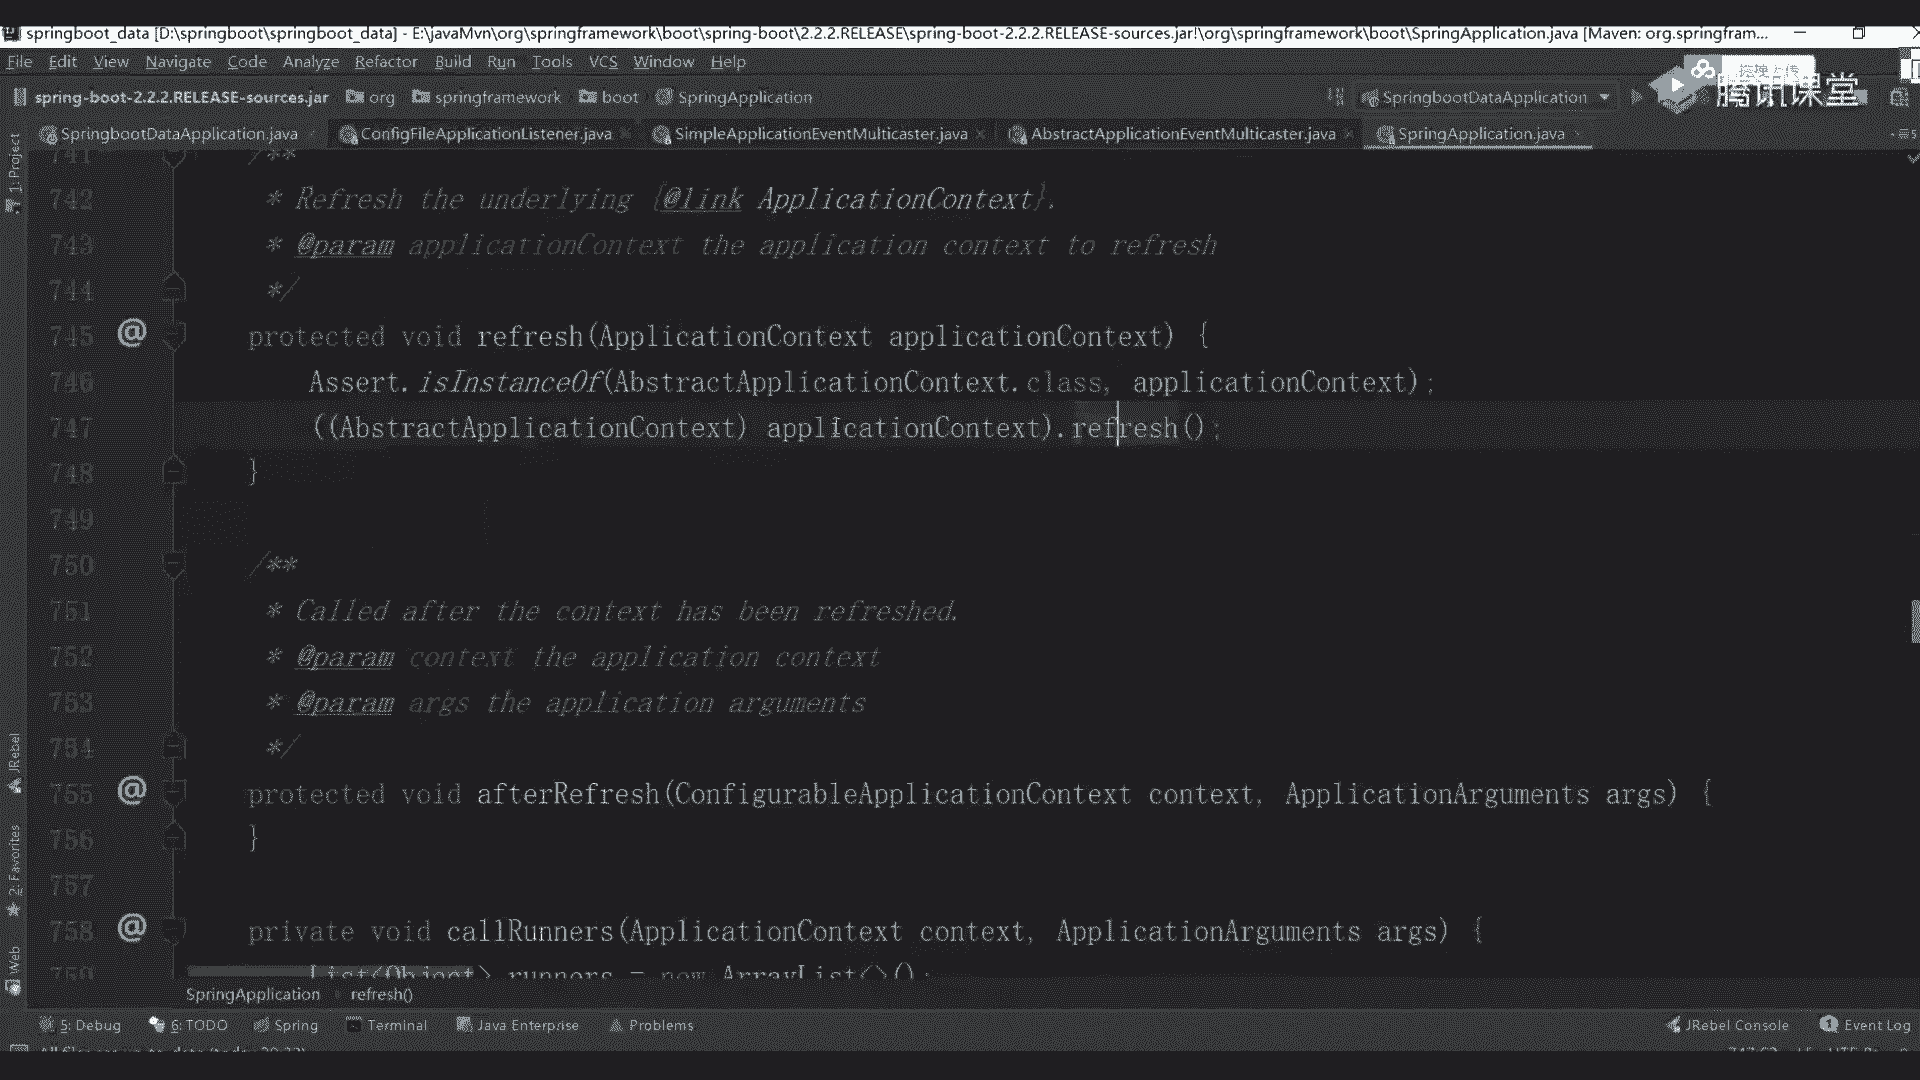 springboot_data [D:\springboot\springboot_data] - E:\javaMvn\org\springframework\boot\spring-boot\2.2.2.RELEASE\spring-boot-2.2.2.RELEASE-sources.jar!\org\springframework\boot\SpringApplication.java [Maven: org.springfram...
File Edit View Navigate Code Analyze Refactor Build Run Tools VCS Window Help
spring-boot-2.2.2.RELEASE-sources.jar org springframework boot SpringApplication SpringbootDataApplication 腾讯课堂
SpringbootDataApplication.java ConfigFileApplicationListener.java SimpleApplicationEventMulticaster.java AbstractApplicationEventMulticaster.java SpringApplication.java
1: Project
741 /**
742 * Refresh the underlying {@link ApplicationContext}.
743 * @param applicationContext the application context to refresh
744 */
745 @ protected void refresh(ApplicationContext applicationContext) {
746 Assert.isInstanceOf(AbstractApplicationContext.class, applicationContext);
747 ((AbstractApplicationContext) applicationContext).refresh();
748 }
749
750 /**
751 * Called after the context has been refreshed.
752 * @param context the application context
753 * @param args the application arguments
754 */
JRebel
755 @ protected void afterRefresh(ConfigurableApplicationContext context, ApplicationArguments args) {
756 }
2: Favorites
757
758 @ private void callRunners(ApplicationContext context, ApplicationArguments args) {
Web
759 List<Object> runners = new ArrayList<>();
SpringApplication refresh()
5: Debug 6: TODO Spring Terminal Java Enterprise Problems JRebel Console 1 Event Log